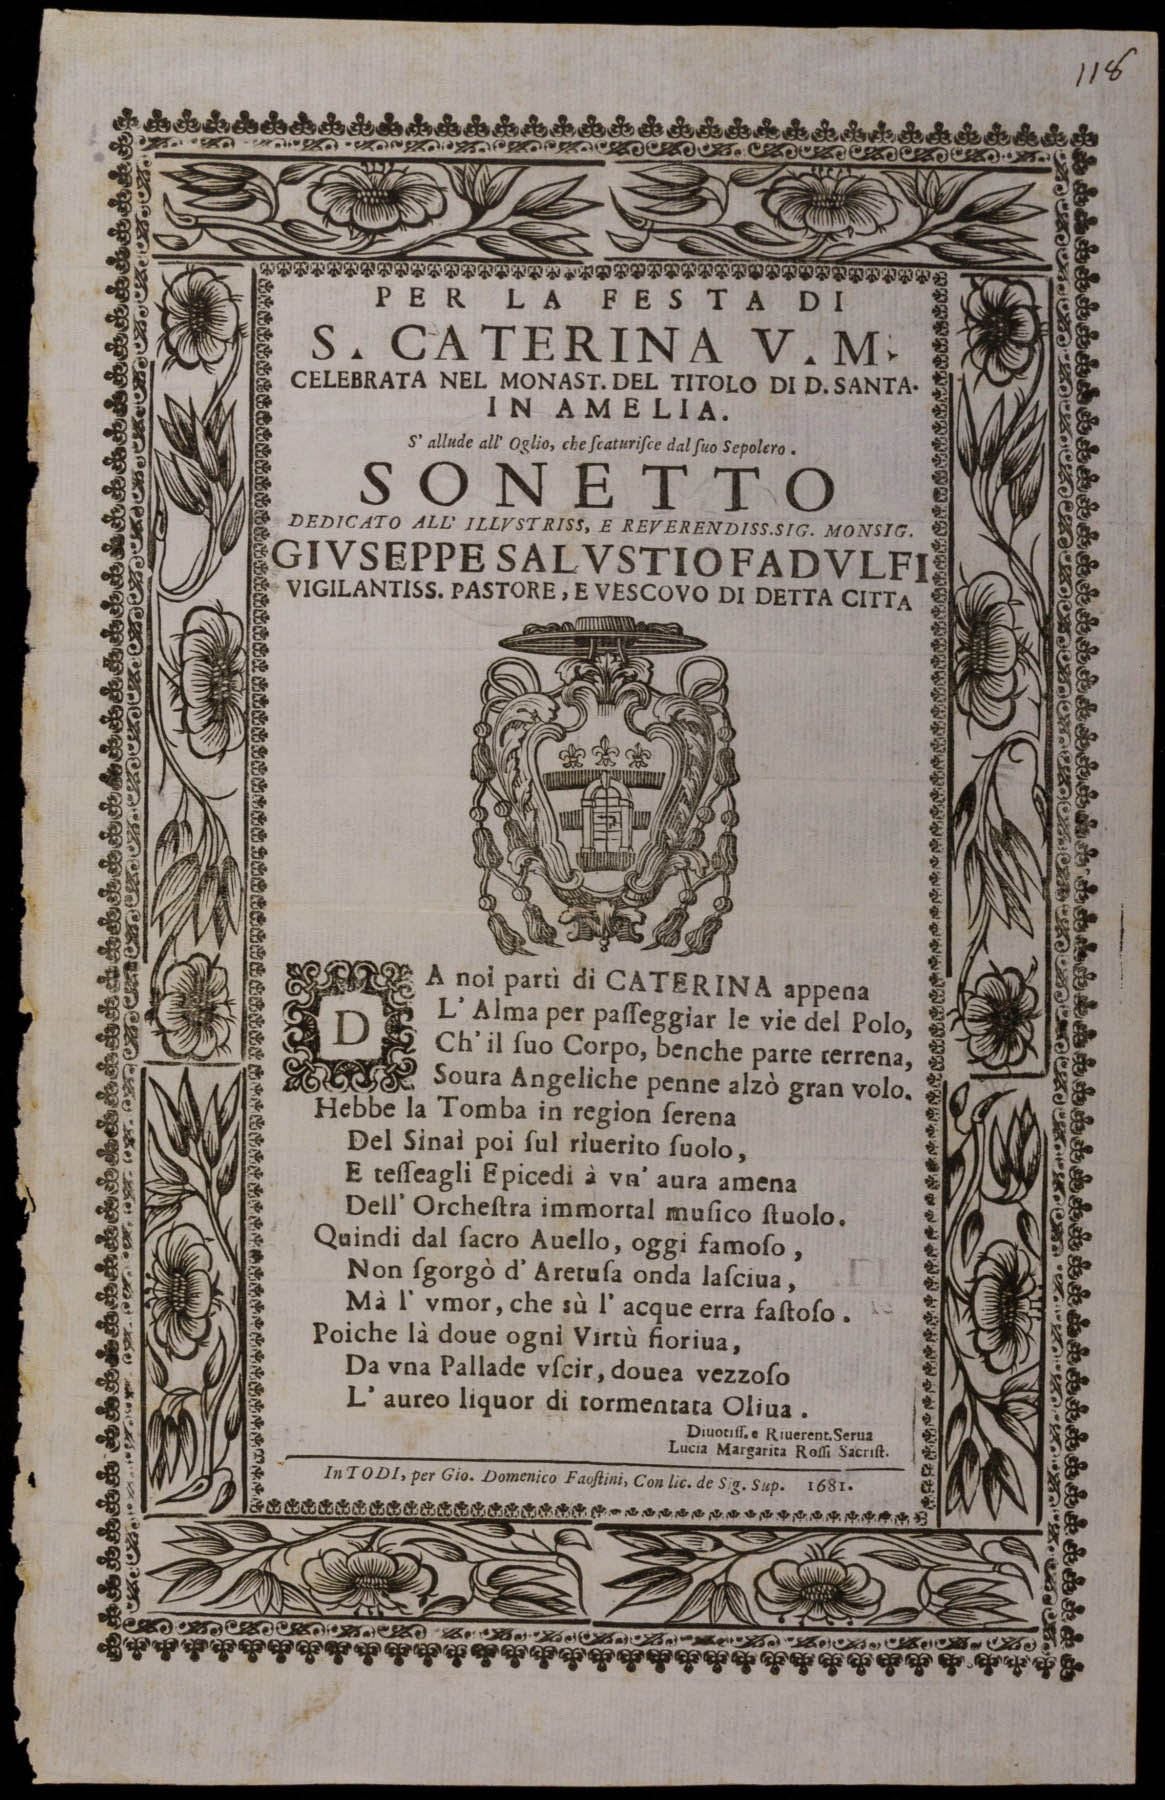 118
PER LA FESTA DI
S. CATERINA V. M.
CELEBRATA NEL MONAST. DEL TITOLO DI D. SANTA.
IN AMELIA.
S' allude all' Oglio, che ſcaturiſce dal ſuo Sepolcro.
SONETTO
DEDICATO ALL' ILLVSTRISS, E REVERENDISS.SIG. MONSIG.
GIVSEPPE SALVSTIO FADVLFI
VIGILANTISS. PASTORE, E VESCOVO DI DETTA CITTA
DA noi partì di CATERINA appena
L' Alma per paſſeggiar le vie del Polo,
Ch' il ſuo Corpo, benche parte terrena,
Soura Angeliche penne alzò gran volo.
Hebbe la Tomba in region ſerena
Del Sinai poi ſul riuerito ſuolo,
E teſſeagli Epicedi à vn' aura amena
Dell' Orcheſtra immortal muſico ſtuolo.
Quindi dal ſacro Auello, oggi famoſo,
Non ſgorgò d' Aretuſa onda laſciua,
Mà l' vmor, che sù l' acque erra faſtoſo.
Poiche là doue ogni Virtù fioriua,
Da vna Pallade vſcir, douea vezzoſo
L' aureo liquor di tormentata Oliua.
Diuotiſſ. e Riuerent. Serua
Lucia Margarita Roſſi Sacriſt.
In TODI, per Gio. Domenico Faoſtini, Con lic. de Sig. Sup. 1681.